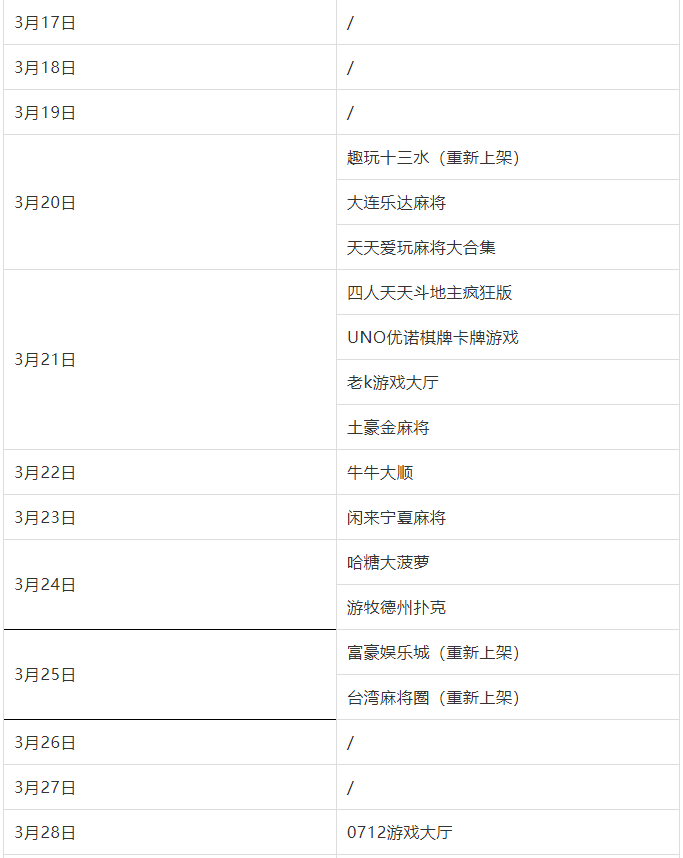 3月17日
/
3月18日
/
3月19日
/
3月20日
趣玩十三水（重新上架）
大连乐达麻将
天天爱玩麻将大合集
3月21日
四人天天斗地主疯狂版
UNO优诺棋牌卡牌游戏
老k游戏大厅
土豪金麻将
3月22日
牛牛大顺
3月23日
闲来宁夏麻将
3月24日
哈糖大菠萝
游牧德州扑克
3月25日
富豪娱乐城（重新上架）
台湾麻将圈（重新上架）
3月26日
/
3月27日
/
3月28日
0712游戏大厅